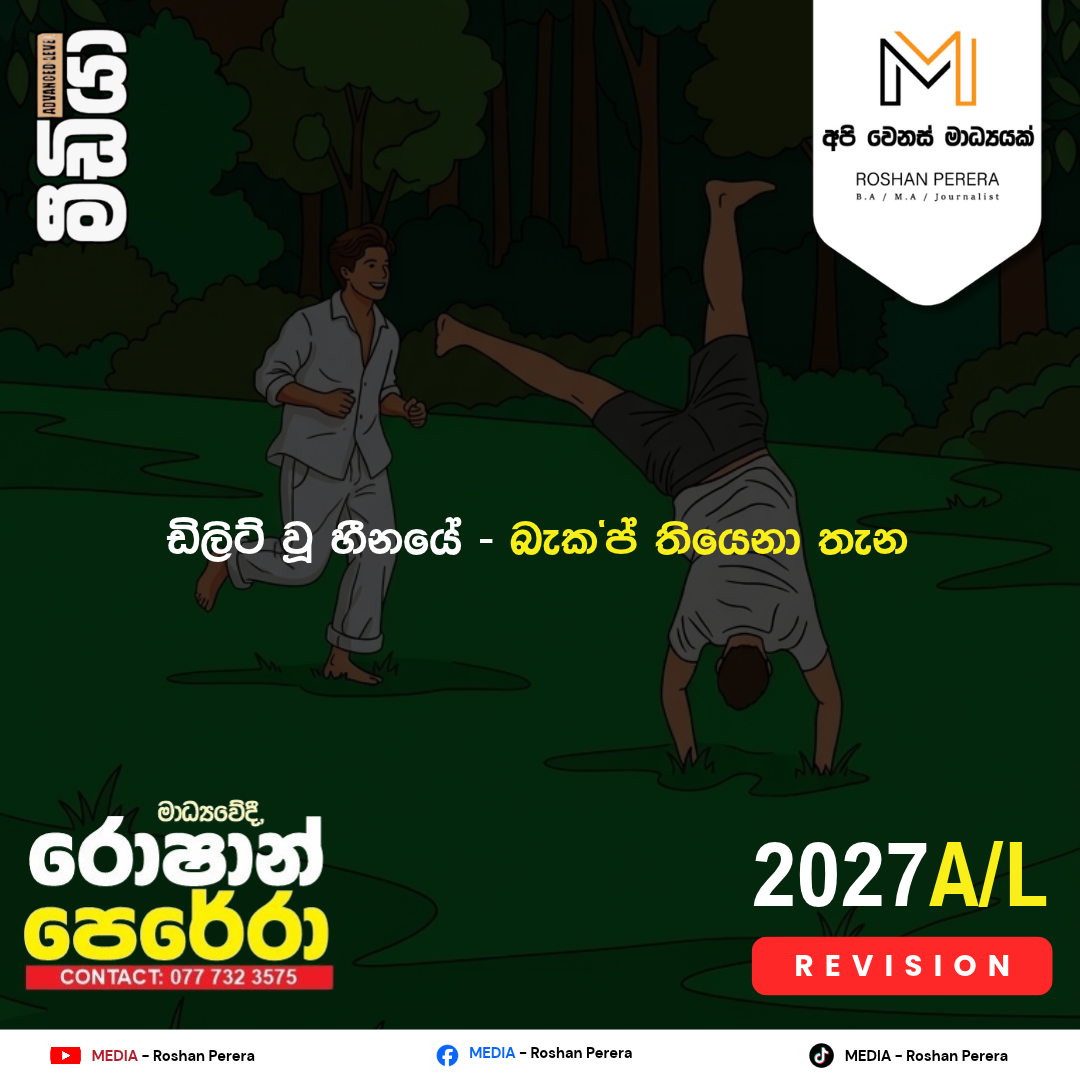 මීඩියා
ADVANCED LEVE
අපි වෙනස් මාධ්‍යයක්
ROSHAN PERERA
B.A / M.A / Journalist
ඩිලිට් වූ හීනයේ - බැක‘ප් තියෙනා තැන
මාධ්‍යවේදී,
රොෂාන්
පෙරේරා
CONTACT: 077 732 3575
2027A/L
REVISION
MEDIA - Roshan Perera
MEDIA - Roshan Perera
MEDIA - Roshan Perera